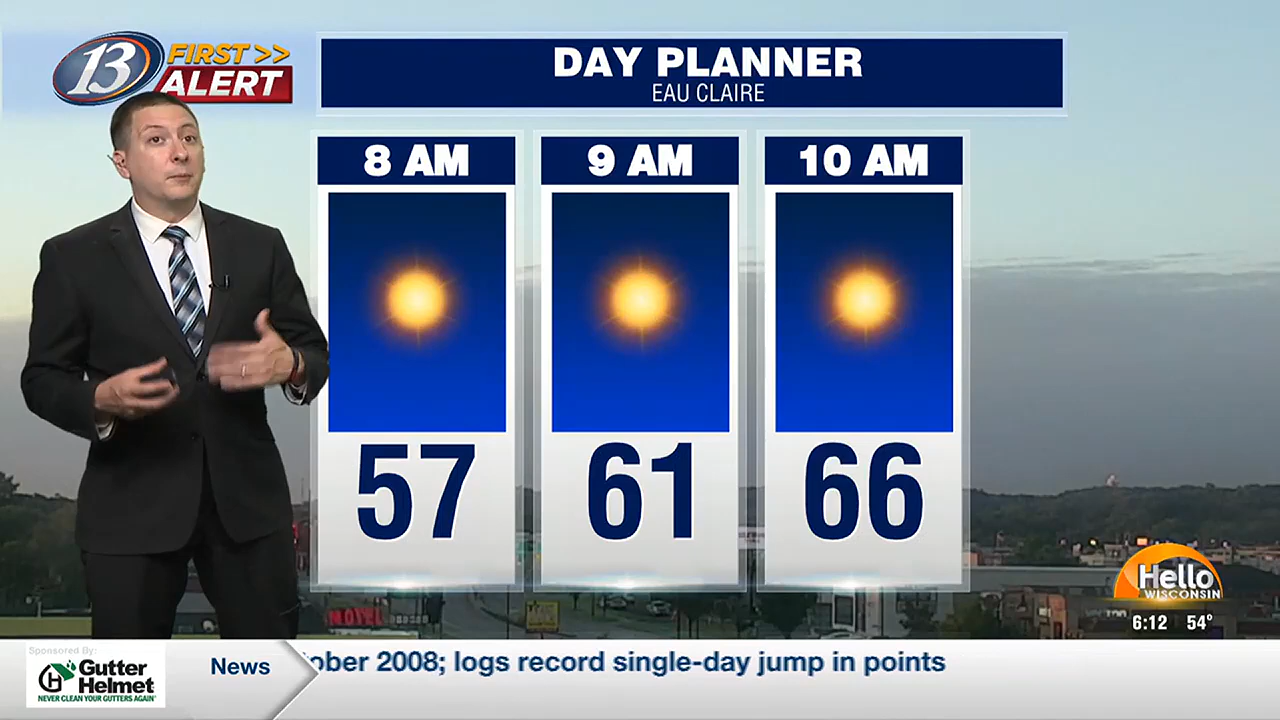 13 FIRST >>
ALERT
DAY PLANNER
EAU CLAIRE
8 AM
9 AM
10 AM
57
61
66
MOTEL
Hello
WISCONSIN
6:12 54°
Sponsored By:
Gutter
Helmet
NEVER CLEAN YOUR GUTTERS AGAIN®
News
ober 2008; logs record single-day jump in points